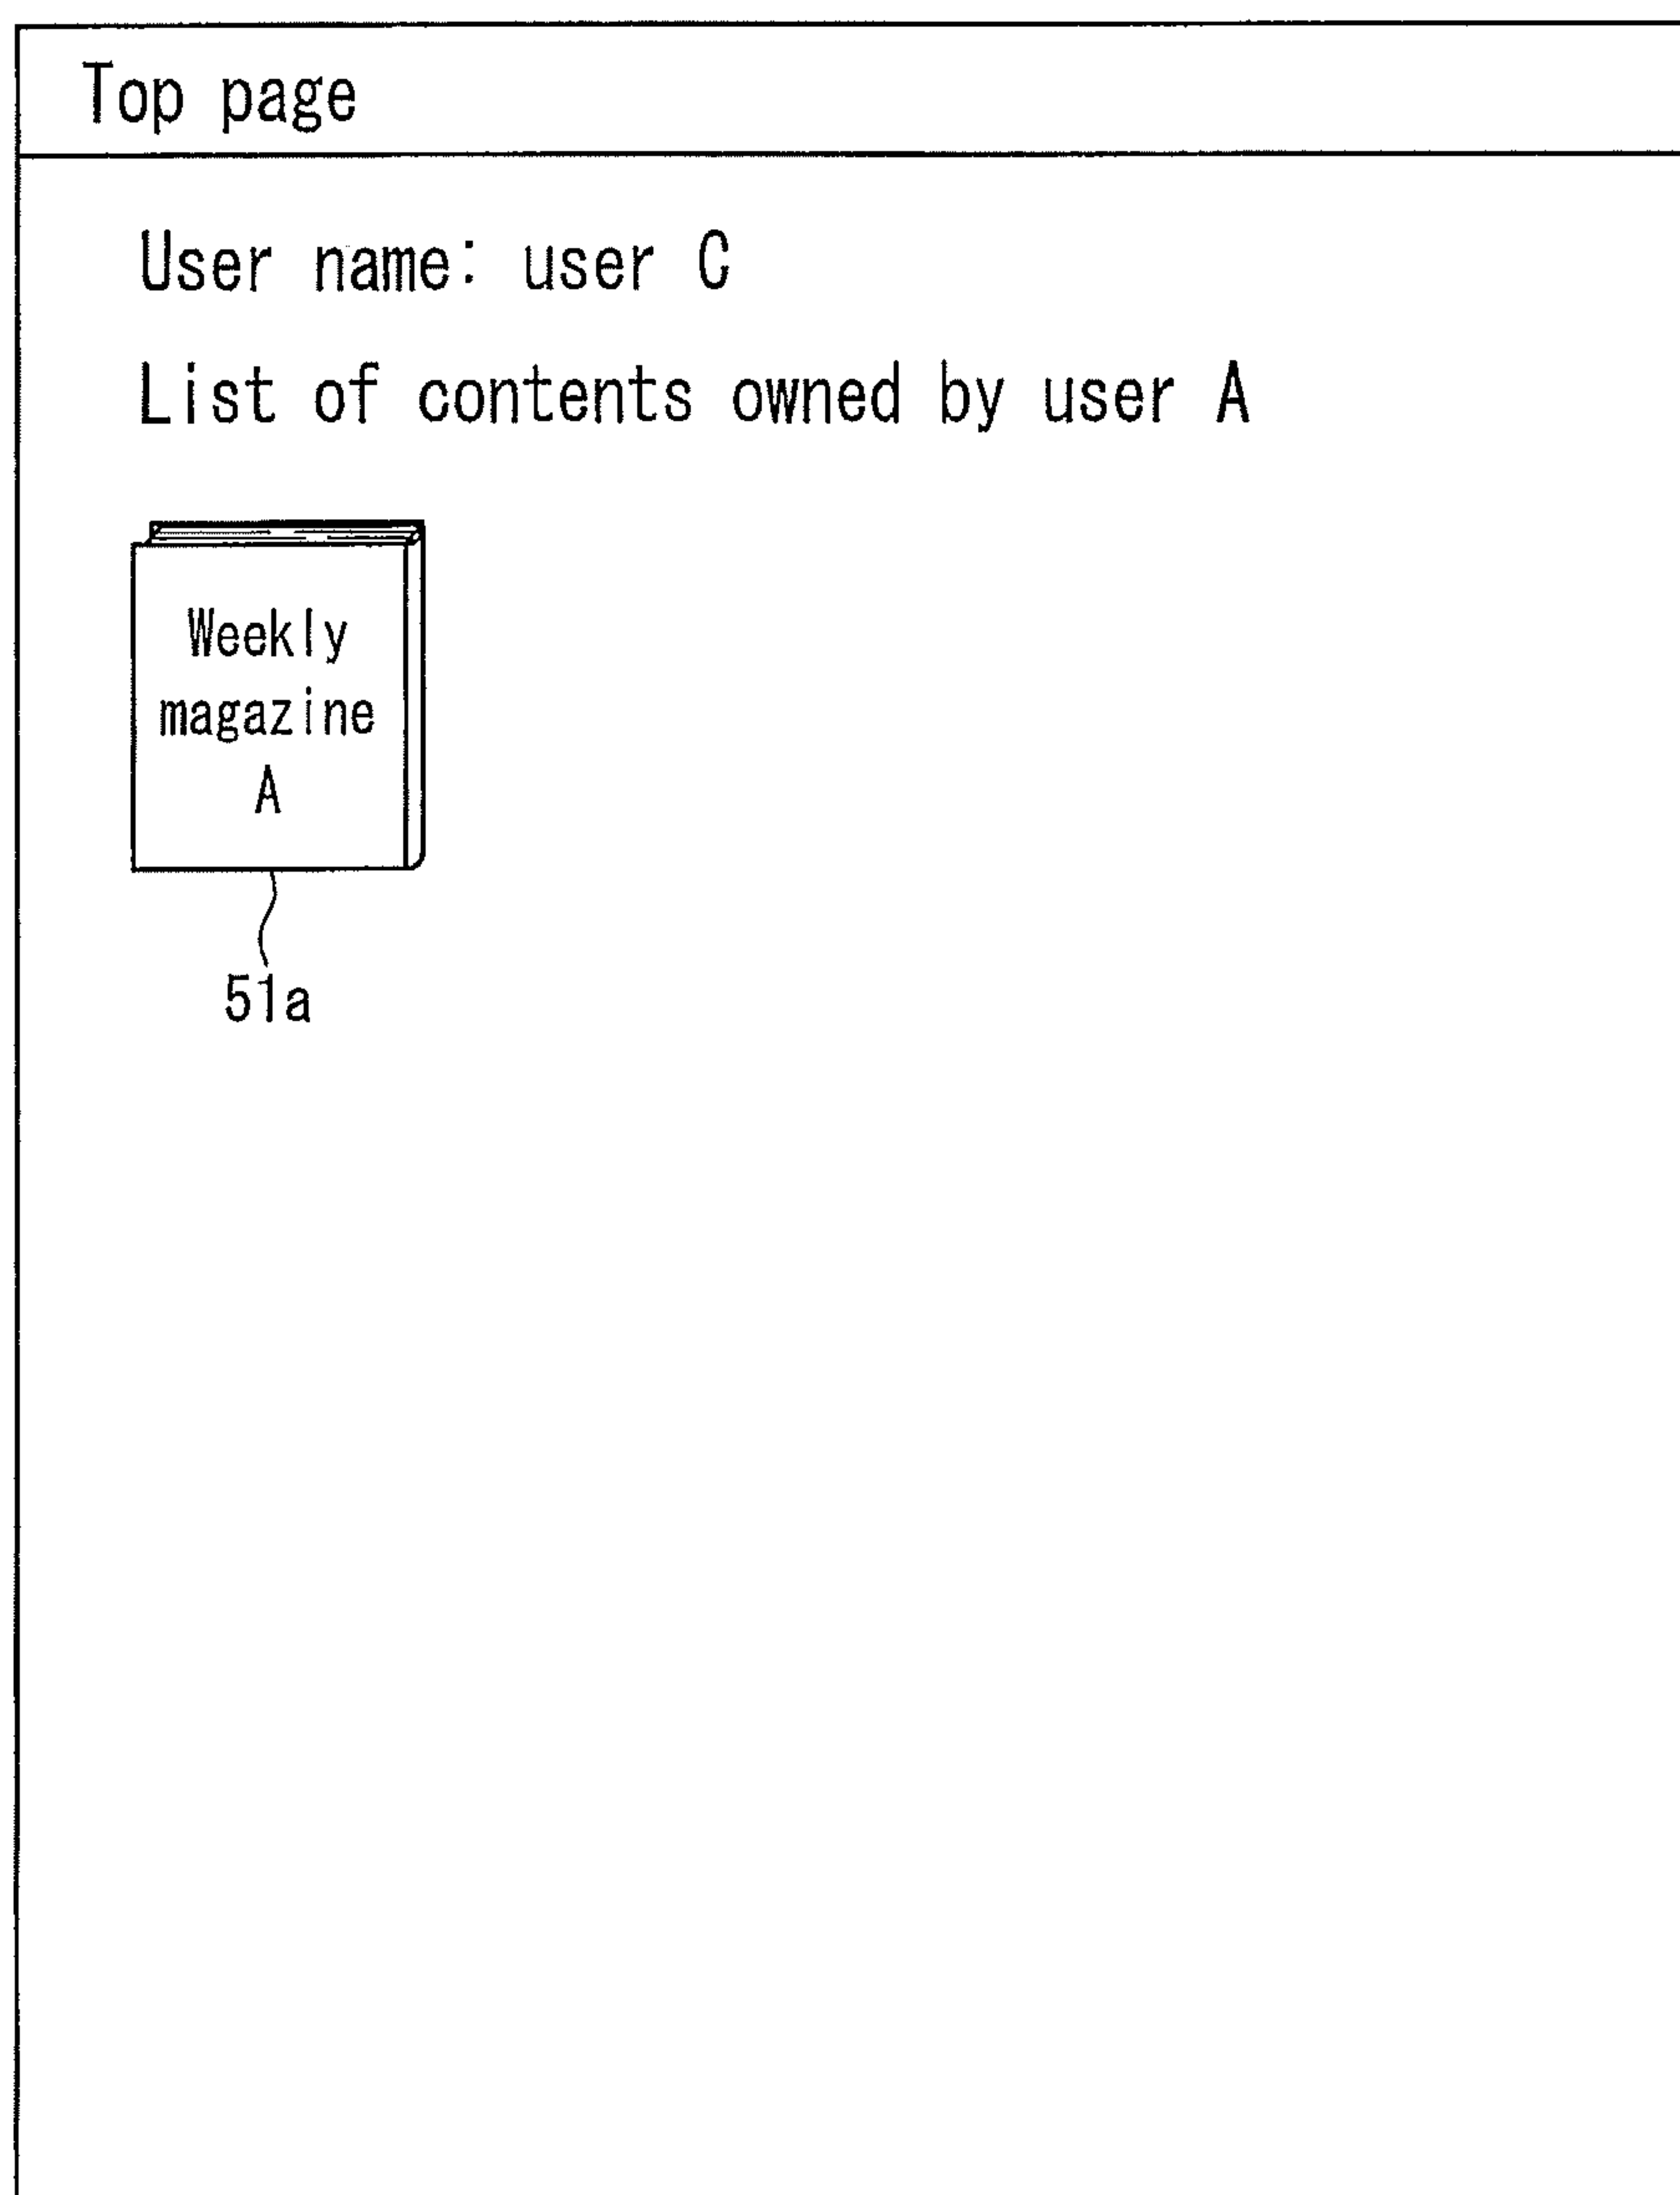 Top page
User name: user C
List of contents owned by user A
Weekly
magazine
A
51a